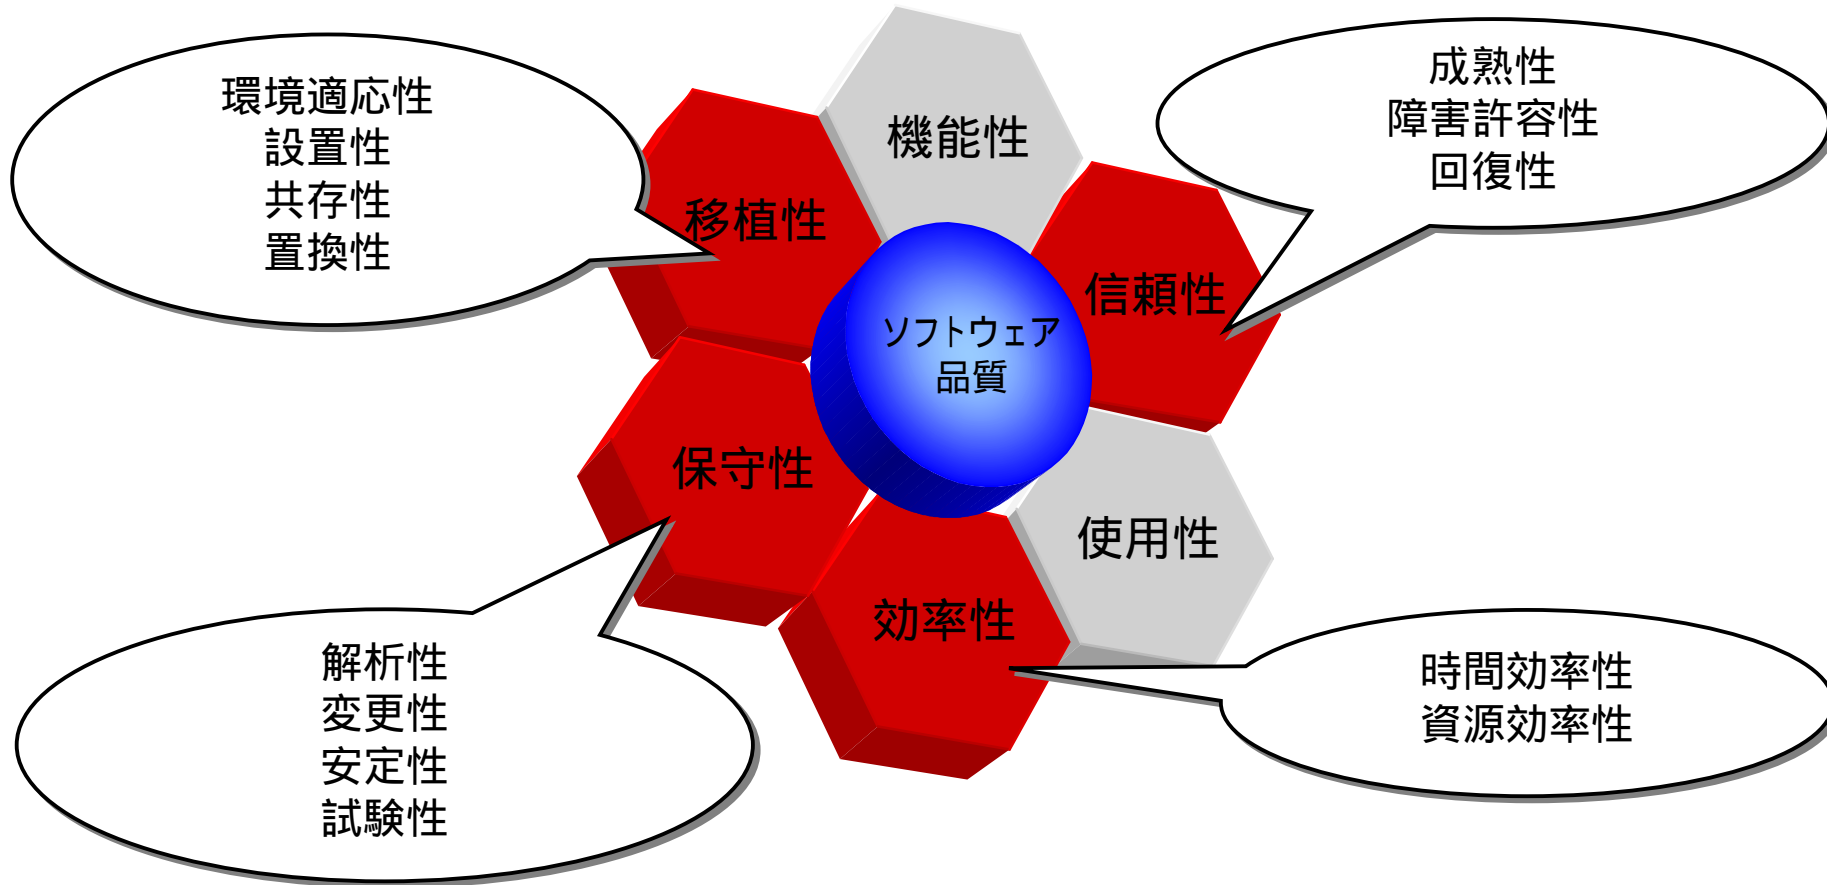 環境適応性
設置性
共存性
置換性
機能性
成熟性
障害許容性
回復性
移植性
信頼性
ソフトウェア
品質
保守性
使用性
効率性
解析性
変更性
安定性
試験性
時間効率性
資源効率性